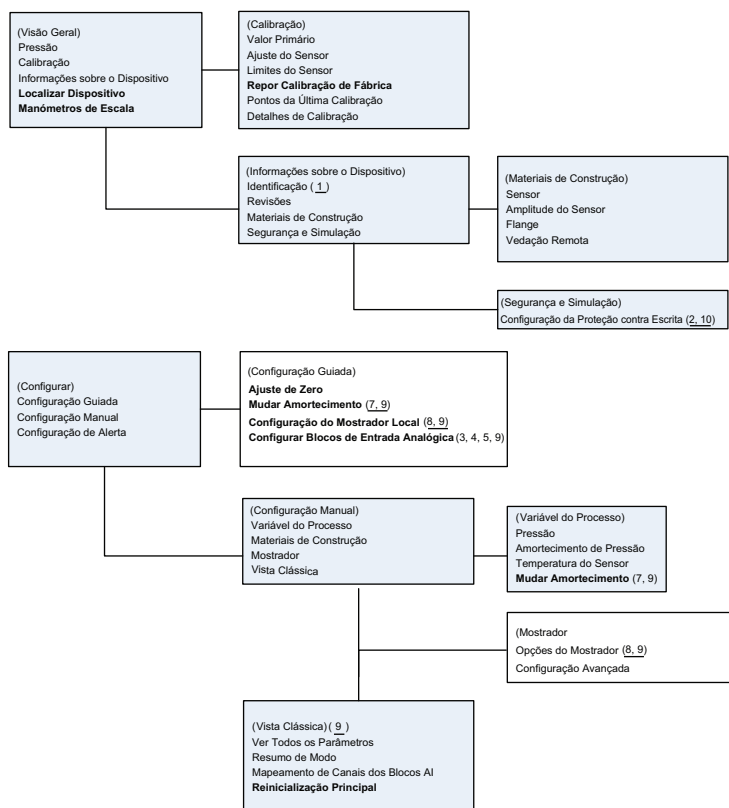 (Visão Geral)
Pressão
Calibração
Informações sobre o Dispositivo
Localizar Dispositivo
Manómetros de Escala
(Calibração)
Valor Primário
Ajuste do Sensor
Limites do Sensor
Repor Calibração de Fábrica
Pontos da Última Calibração
Detalhes de Calibração
(Informações sobre o Dispositivo)
Identificação ( 1 )
Revisões
Materiais de Construção
Segurança e Simulação
(Materiais de Construção)
Sensor
Amplitude do Sensor
Flange
Vedação Remota
(Segurança e Simulação)
Configuração da Proteção contra Escrita (2, 10)
(Configurar)
Configuração Guiada
Configuração Manual
Configuração de Alerta
(Configuração Guiada)
Ajuste de Zero
Mudar Amortecimento (7, 9)
Configuração do Mostrador Local (8, 9)
Configurar Blocos de Entrada Analógica (3, 4, 5, 9)
(Configuração Manual)
Variável do Processo
Materiais de Construção
Mostrador
Vista Clássica
(Variável do Processo)
Pressão
Amortecimento de Pressão
Temperatura do Sensor
Mudar Amortecimento (7, 9)
(Mostrador
Opções do Mostrador (8, 9)
Configuração Avançada
(Vista Clássica) ( 9 )
Ver Todos os Parâmetros
Resumo de Modo
Mapeamento de Canais dos Blocos AI
Reinicialização Principal